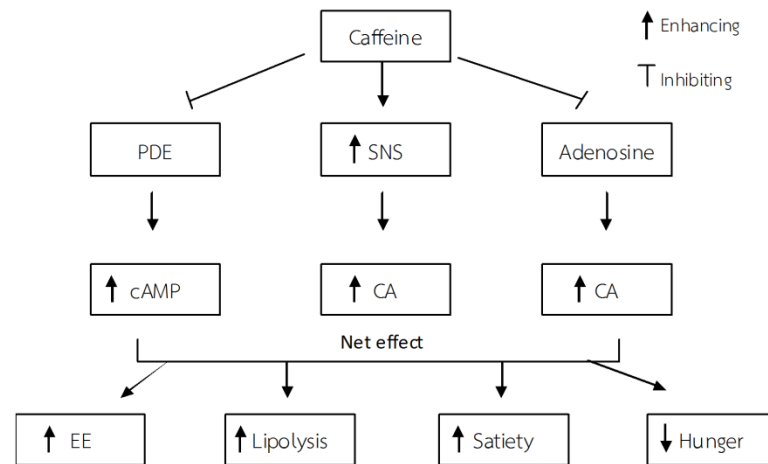 Caffeine
Enhancing
Inhibiting
PDE
SNS
Adenosine
cAMP
CA
CA
Net effect
EE
Lipolysis
Satiety
Hunger